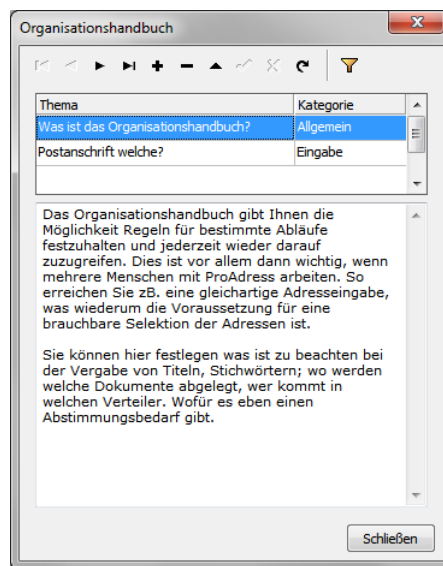 Organisationshandbuch
Thema Kategorie
Was ist das Organisationshandbuch? Allgemein
Postanschrift welche? Eingabe
Das Organisationshandbuch gibt Ihnen die
Möglichkeit Regeln für bestimmte Abläufe
festzuhalten und jederzeit wieder darauf
zuzugreifen. Dies ist vor allem dann wichtig, wenn
mehrere Menschen mit ProAdress arbeiten. So
erreichen Sie zB. eine gleichartige Adresseingabe,
was wiederum die Voraussetzung für eine
brauchbare Selektion der Adressen ist.
Sie können hier festlegen was ist zu beachten bei
der Vergabe von Titeln, Stichwörtern; wo werden
welche Dokumente abgelegt, wer kommt in
welchen Verteiler. Wofür es eben einen
Abstimmungsbedarf gibt.
Schließen